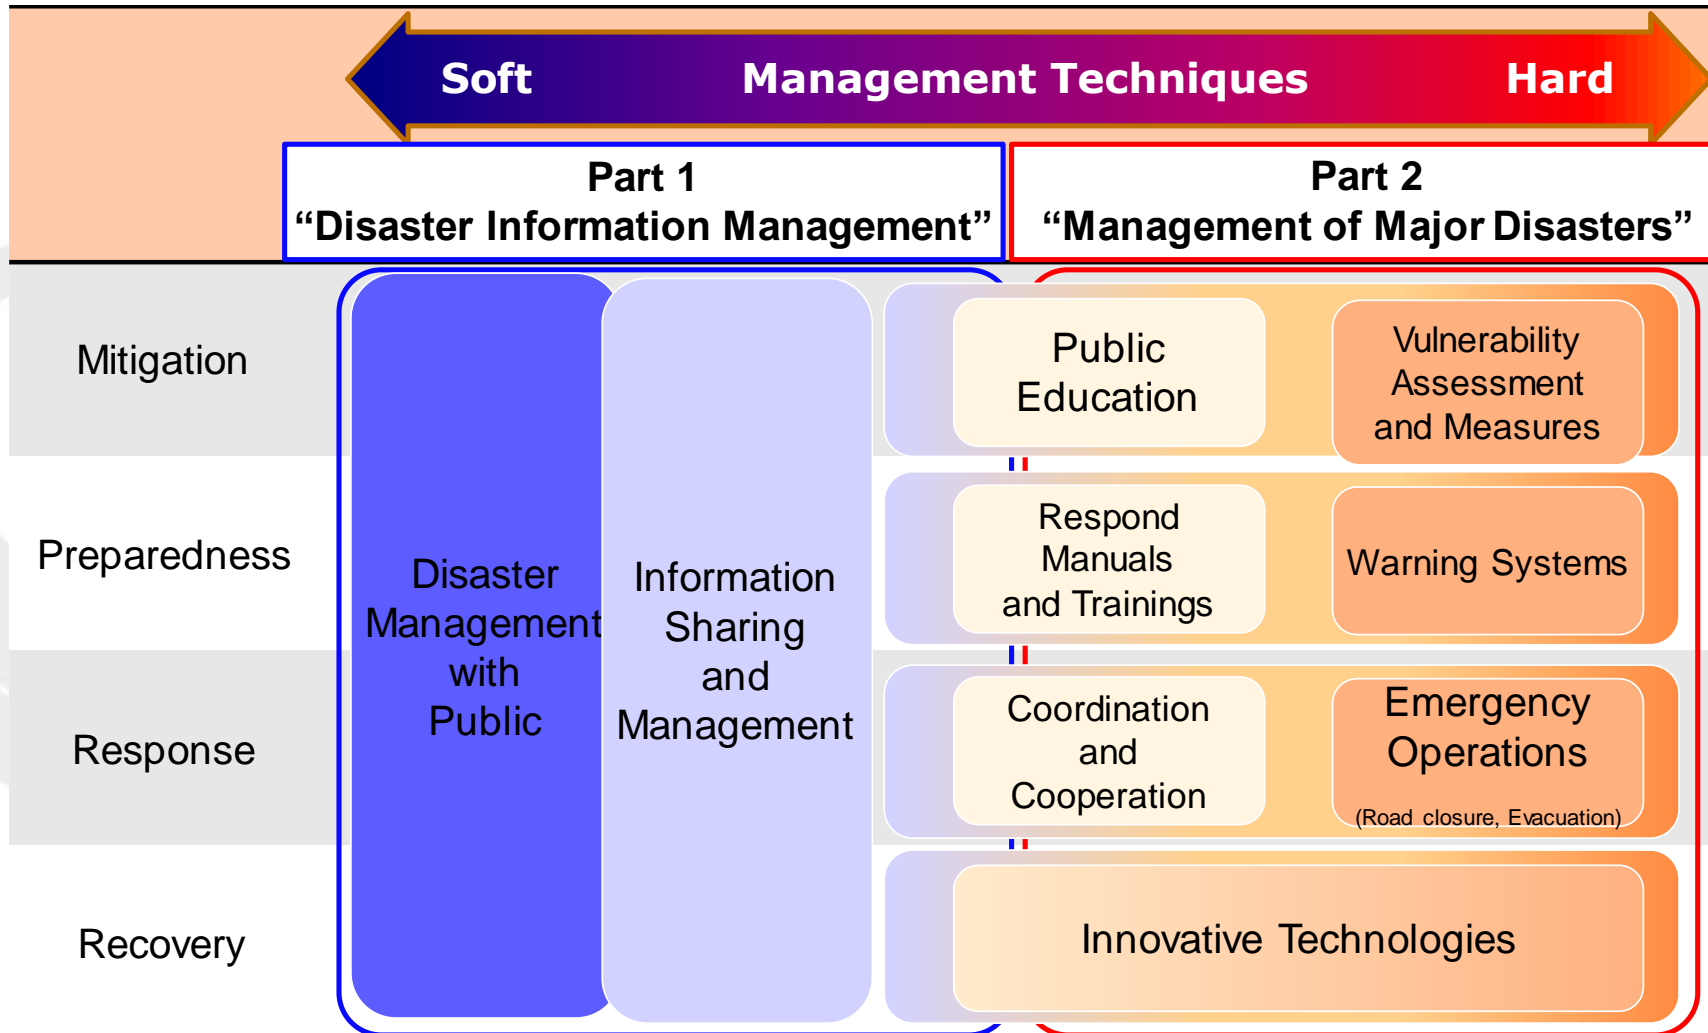 Soft Management Techniques Hard
Part 1
“Disaster Information Management”
Part 2
“Management of Major Disasters”
Mitigation
Preparedness
Response
Recovery
Disaster
Management
with
Public
Information
Sharing
and
Management
Public
Education
Vulnerability
Assessment
and Measures
Respond
Manuals
and Trainings
Warning Systems
Coordination
and
Cooperation
Emergency
Operations
(Road closure, Evacuation)
Innovative Technologies